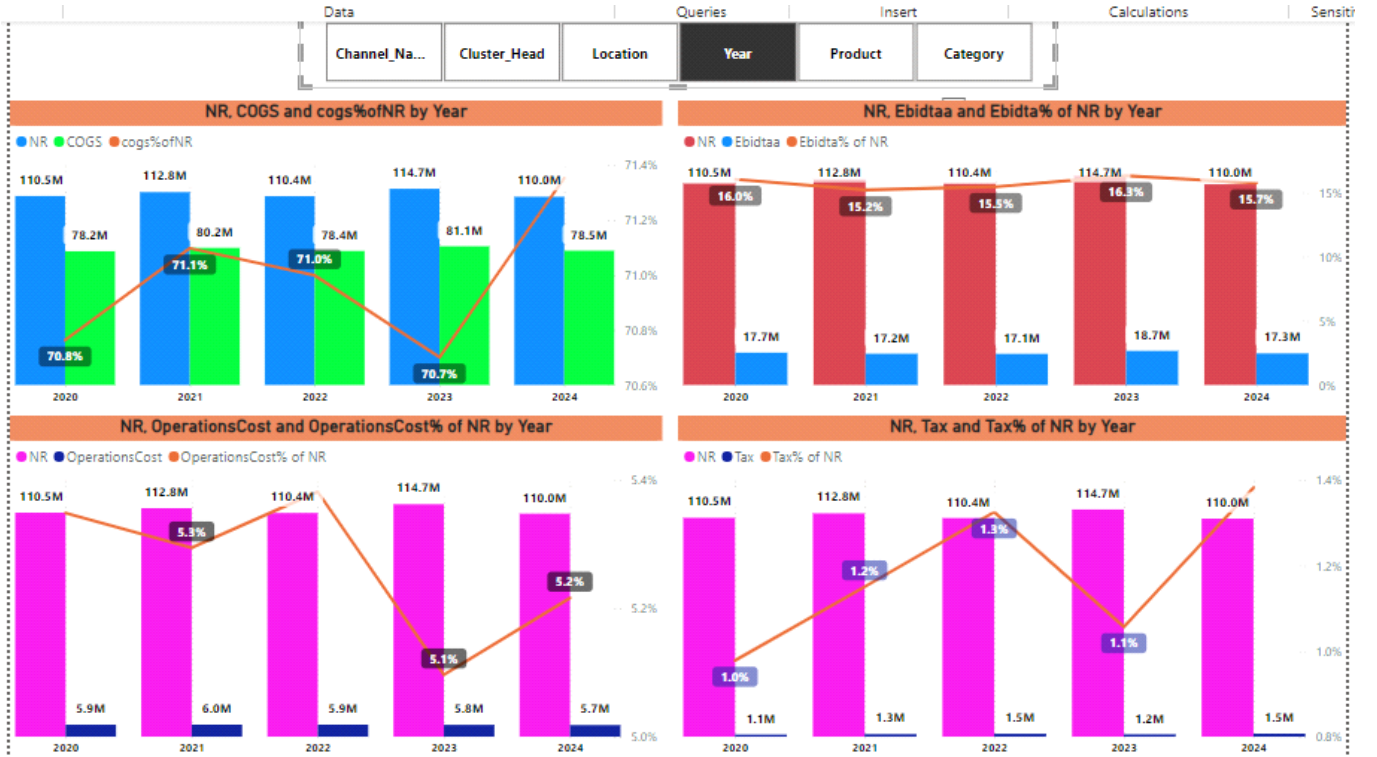 Data Queries Insert Calculations Sensiti
Channel_Na... Cluster_Head Location Year Product Category
NR, COGS and cogs%ofNR by Year
NR COGS cogs%ofNR
71.4%
71.2%
71.0%
70.8%
70.6%
110.5M 112.8M 110.4M 114.7M 110.0M
78.2M 80.2M 78.4M 81.1M 78.5M
70.8% 71.1% 71.0% 70.7%
2020 2021 2022 2023 2024
NR, Ebidtaa and Ebidta% of NR by Year
NR Ebidtaa Ebidta% of NR
15%
10%
5%
0%
110.5M 112.8M 110.4M 114.7M 110.0M
16.0% 15.2% 15.5% 16.3% 15.7%
17.7M 17.2M 17.1M 18.7M 17.3M
2020 2021 2022 2023 2024
NR, OperationsCost and OperationsCost% of NR by Year
NR OperationsCost OperationsCost% of NR
5.4%
5.2%
5.0%
110.5M 112.8M 110.4M 114.7M 110.0M
5.3% 5.1% 5.2%
5.9M 6.0M 5.9M 5.8M 5.7M
2020 2021 2022 2023 2024
NR, Tax and Tax% of NR by Year
NR Tax Tax% of NR
1.4%
1.2%
1.0%
0.8%
110.5M 112.8M 110.4M 114.7M 110.0M
1.0% 1.2% 1.3% 1.1%
1.1M 1.3M 1.5M 1.2M 1.5M
2020 2021 2022 2023 2024